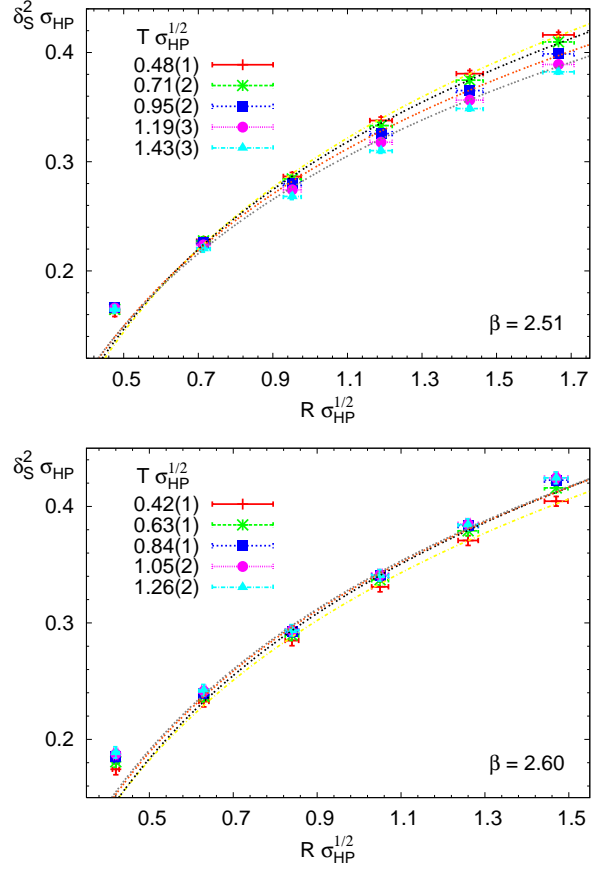 δ_S^2 σ_HP
T σ_HP^1/2
0.48(1)
0.71(2)
0.95(2)
1.19(3)
1.43(3)
0.4
0.3
0.2
β = 2.51
0.5 0.7 0.9 1.1 1.3 1.5 1.7
R σ_HP^1/2
δ_S^2 σ_HP
T σ_HP^1/2
0.42(1)
0.63(1)
0.84(1)
1.05(2)
1.26(2)
0.4
0.3
0.2
β = 2.60
0.5 0.7 0.9 1.1 1.3 1.5
R σ_HP^1/2